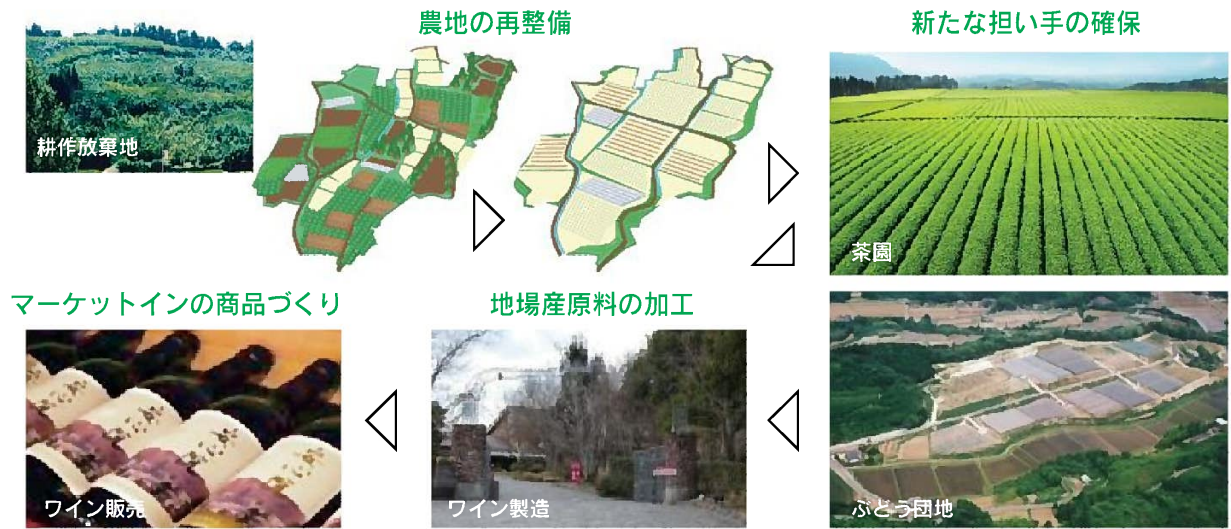 農地の再整備
新たな担い手の確保
耕作放棄地
茶園
マーケットインの商品づくり
地場産原料の加工
ワイン販売
ワイン製造
ぶどう団地